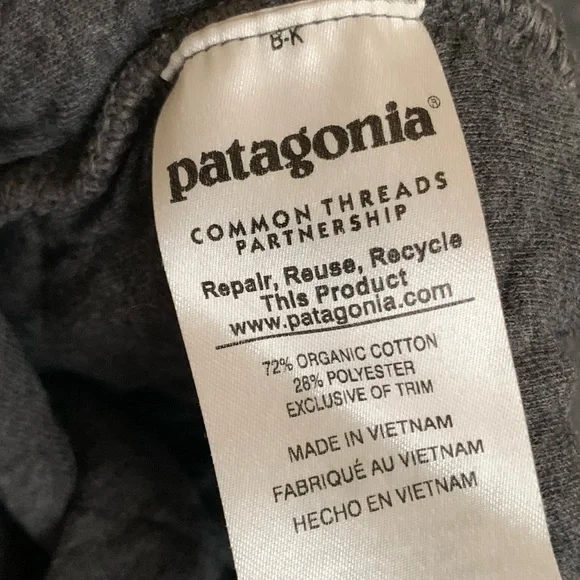 B-K
patagonia®
COMMON THREADS
PARTNERSHIP
Repair, Reuse, Recycle
This Product
www.patagonia.com
72% ORGANIC COTTON
28% POLYESTER
EXCLUSIVE OF TRIM
MADE IN VIETNAM
FABRIQUÉ AU VIETNAM
HECHO EN VIETNAM